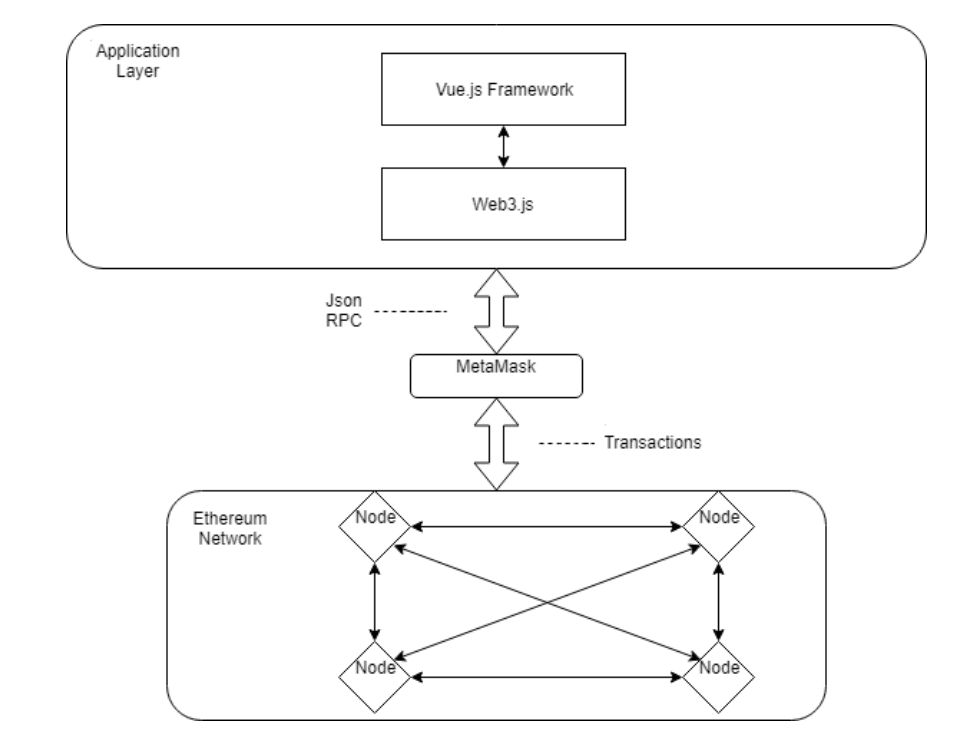 Application
Layer
Vue.js Framework
Web3.js
Json
RPC
MetaMask
Transactions
Ethereum
Network
Node
Node
Node
Node